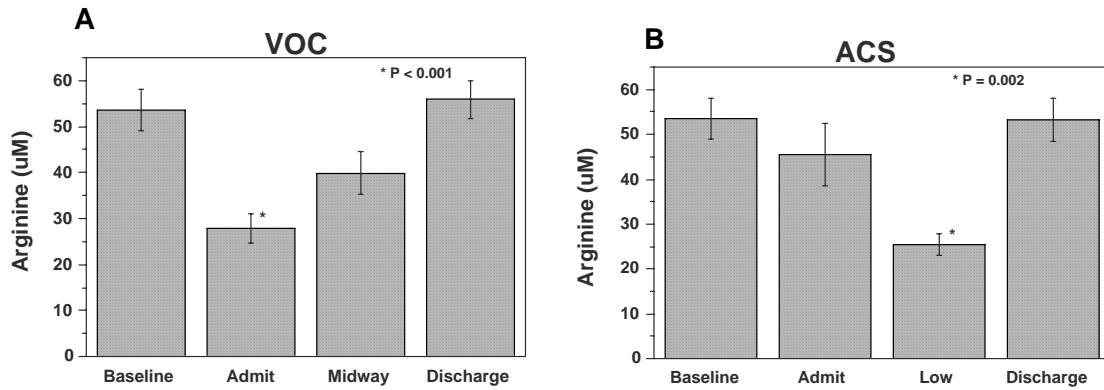 A
VOC
* P < 0.001
Arginine (uM)
60
50
40
30
20
10
0
*
Baseline Admit Midway Discharge
B
ACS
* P = 0.002
Arginine (uM)
60
50
40
30
20
10
0
*
Baseline Admit Low Discharge